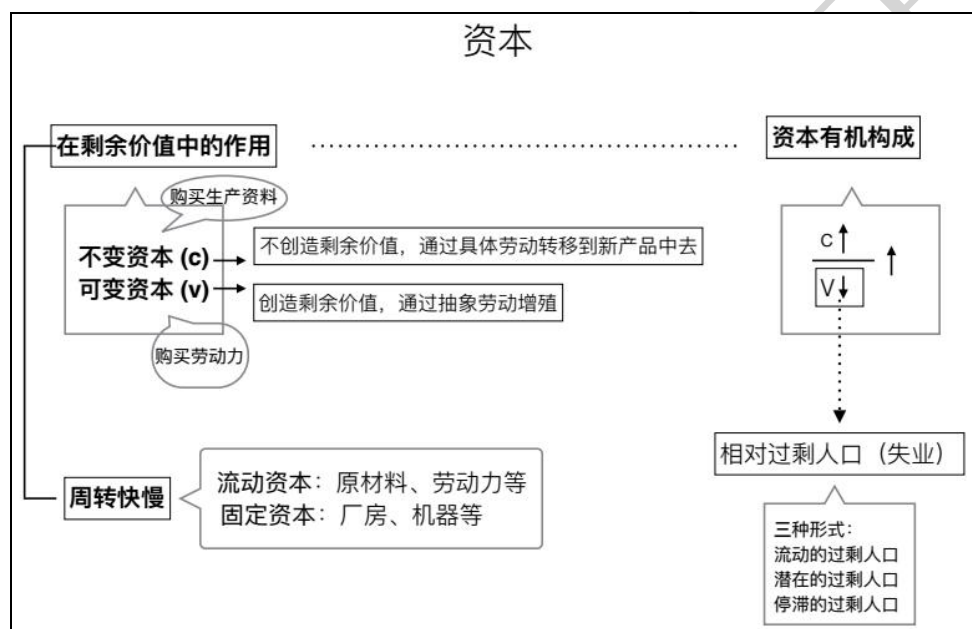 资本
在剩余价值中的作用
资本有机构成
购买生产资料
不变资本 (c)
不创造剩余价值，通过具体劳动转移到新产品中去
可变资本 (v)
创造剩余价值，通过抽象劳动增殖
购买劳动力
c
V
相对过剩人口（失业）
周转快慢
流动资本：原材料、劳动力等
固定资本：厂房、机器等
三种形式：
流动的过剩人口
潜在的过剩人口
停滞的过剩人口